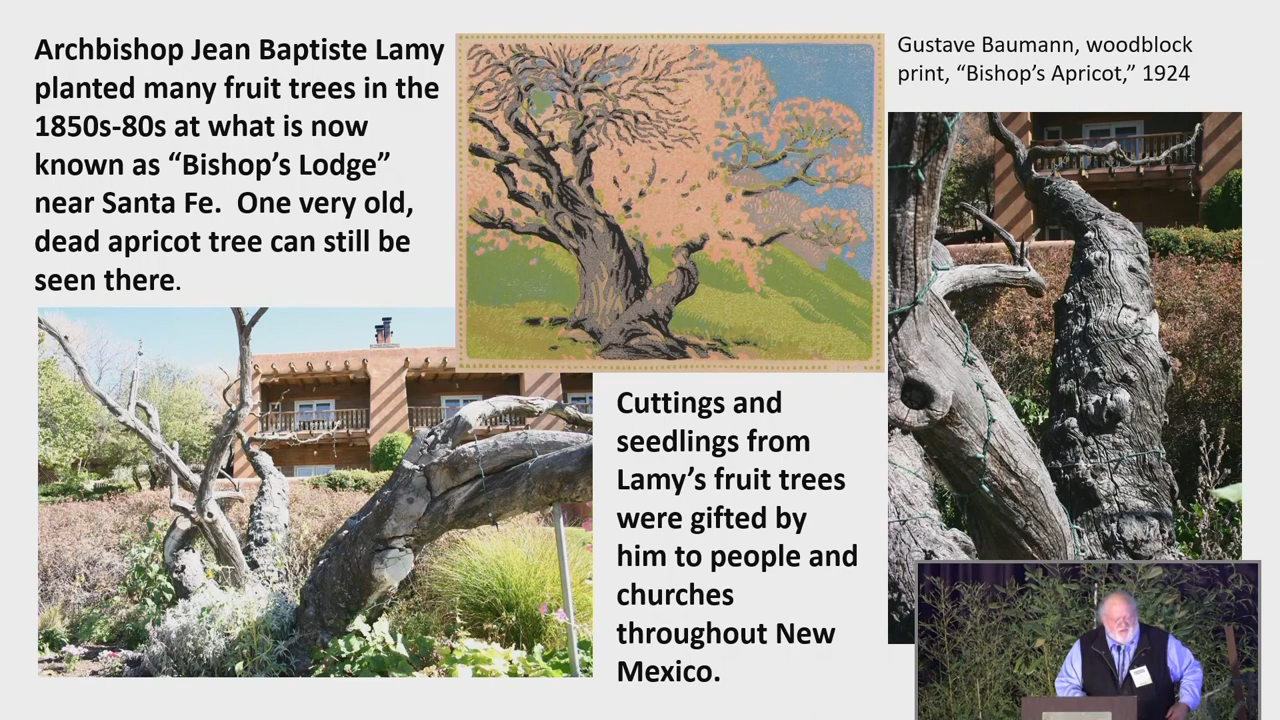 Archbishop Jean Baptiste Lamy
planted many fruit trees in the
1850s-80s at what is now
known as “Bishop’s Lodge”
near Santa Fe.  One very old,
dead apricot tree can still be
seen there.
Gustave Baumann, woodblock
print, “Bishop’s Apricot,” 1924
Cuttings and
seedlings from
Lamy’s fruit trees
were gifted by
him to people and
churches
throughout New
Mexico.